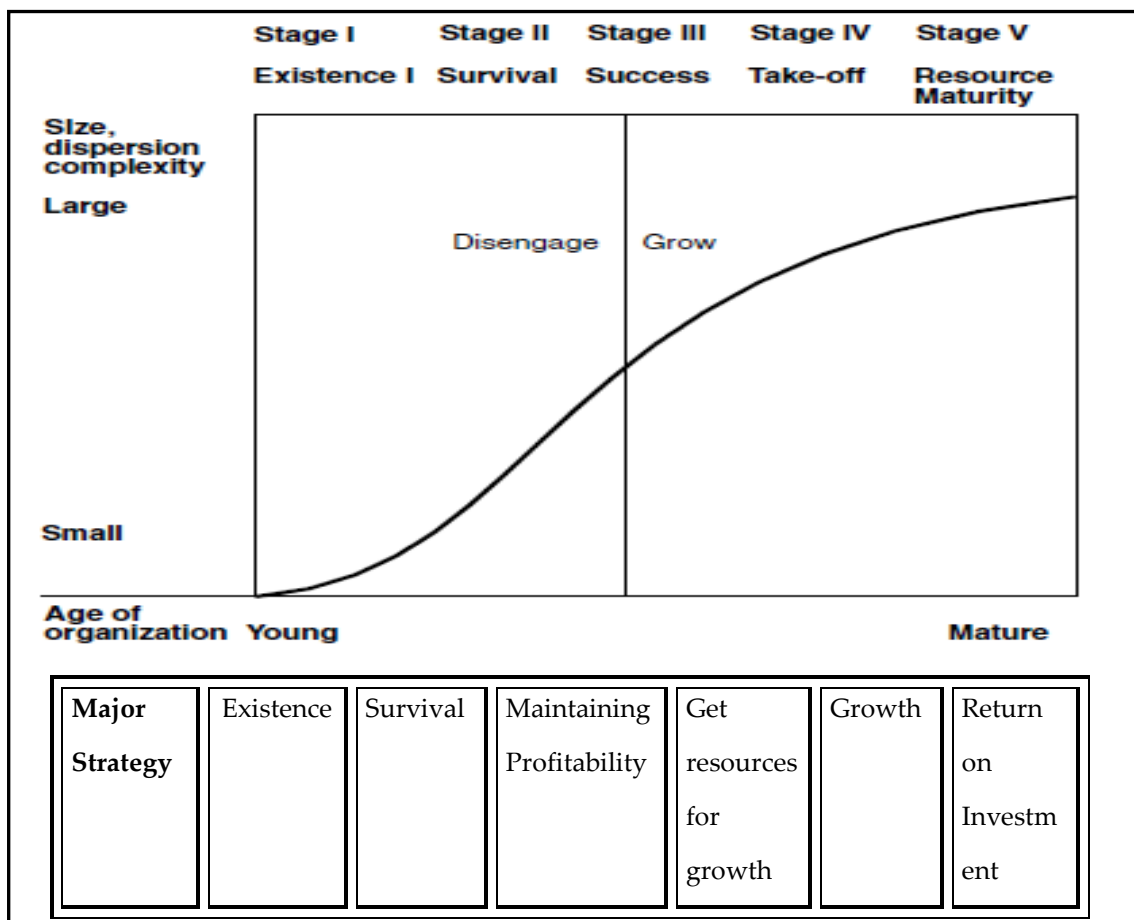 Stage I Stage II Stage III Stage IV Stage V
Existence I Survival Success Take-off Resource
Maturity
SIze,
dispersion
complexity
Large
Disengage Grow
Small
Age of
organization Young Mature
Major Strategy
Existence
Survival
Maintaining
Profitability
Get
resources
for
growth
Growth
Return
on
Investm
ent